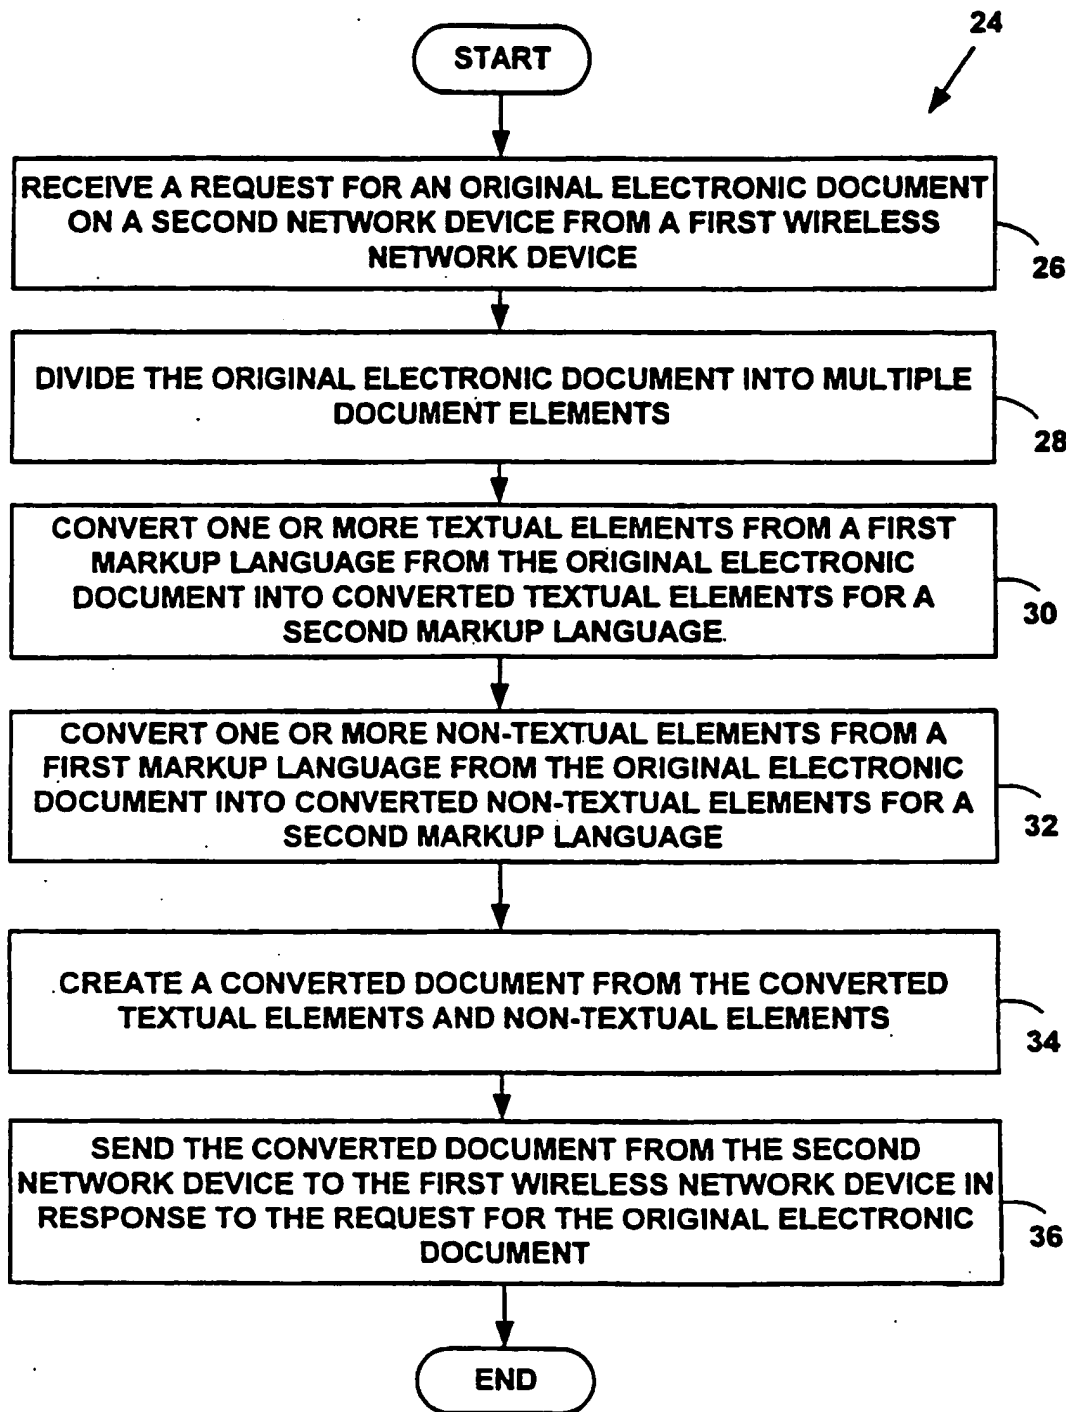 24
START
RECEIVE A REQUEST FOR AN ORIGINAL ELECTRONIC DOCUMENT
ON A SECOND NETWORK DEVICE FROM A FIRST WIRELESS
NETWORK DEVICE
26
DIVIDE THE ORIGINAL ELECTRONIC DOCUMENT INTO MULTIPLE
DOCUMENT ELEMENTS
28
CONVERT ONE OR MORE TEXTUAL ELEMENTS FROM A FIRST
MARKUP LANGUAGE FROM THE ORIGINAL ELECTRONIC
DOCUMENT INTO CONVERTED TEXTUAL ELEMENTS FOR A
SECOND MARKUP LANGUAGE.
30
CONVERT ONE OR MORE NON-TEXTUAL ELEMENTS FROM A
FIRST MARKUP LANGUAGE FROM THE ORIGINAL ELECTRONIC
DOCUMENT INTO CONVERTED NON-TEXTUAL ELEMENTS FOR A
SECOND MARKUP LANGUAGE
32
CREATE A CONVERTED DOCUMENT FROM THE CONVERTED
TEXTUAL ELEMENTS AND NON-TEXTUAL ELEMENTS
34
SEND THE CONVERTED DOCUMENT FROM THE SECOND
NETWORK DEVICE TO THE FIRST WIRELESS NETWORK DEVICE IN
RESPONSE TO THE REQUEST FOR THE ORIGINAL ELECTRONIC
DOCUMENT
36
END